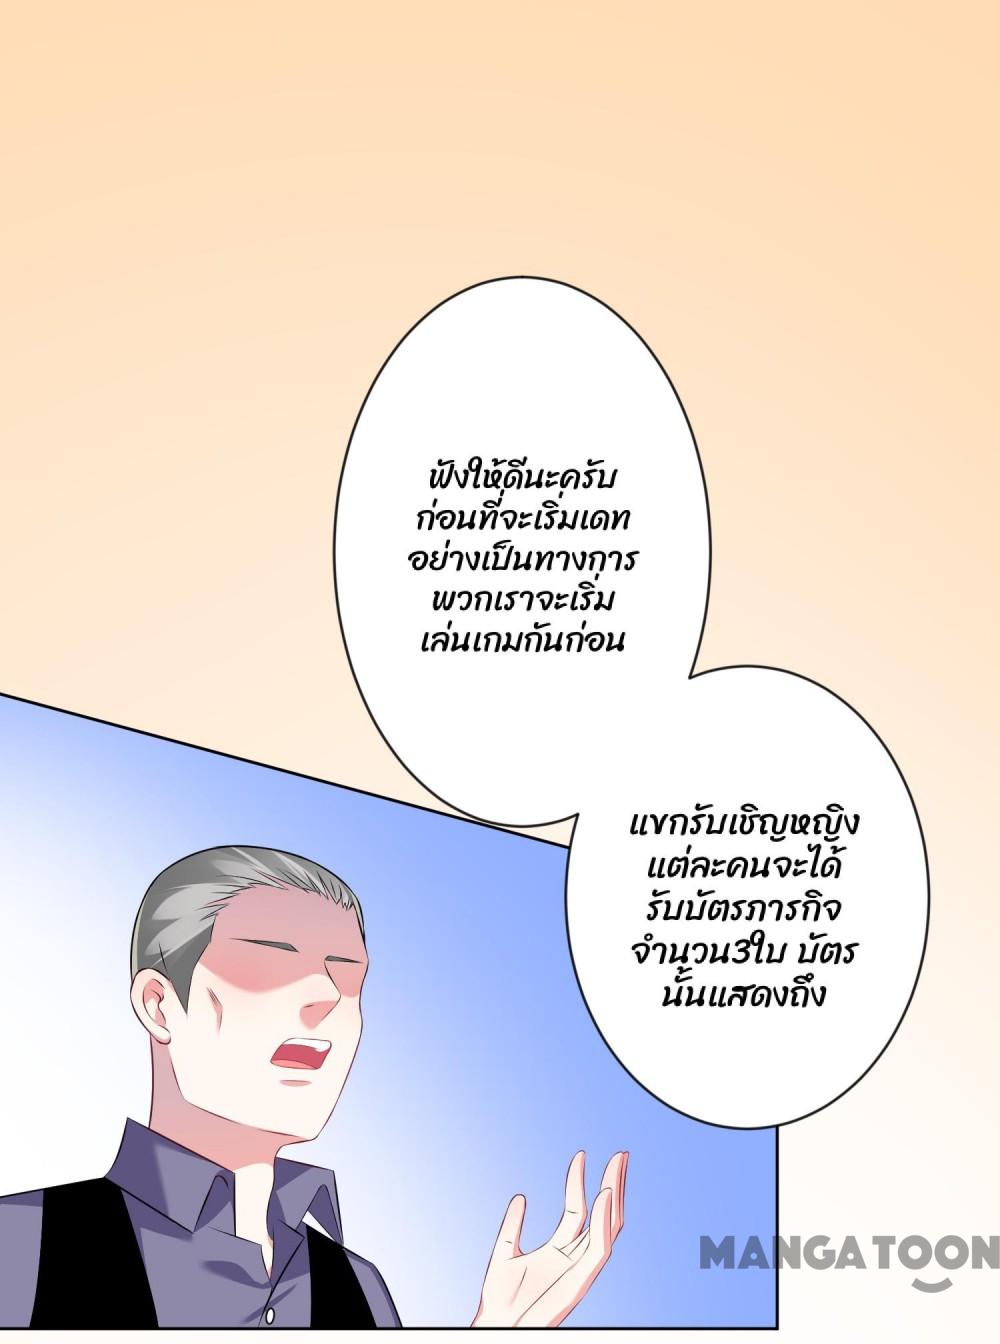 ฟังให้ดีนะครับ
ก่อนที่จะเริ่มเดท
อย่างเป็นทางการ
พวกเราจะเริ่ม
เล่นเกมกันก่อน
แขกรับเชิญหญิง
แต่ละคนจะได้
รับบัตรภารกิจ
จำนวน3ใบ บัตร
นั้นแสดงถึง
MANGATOON